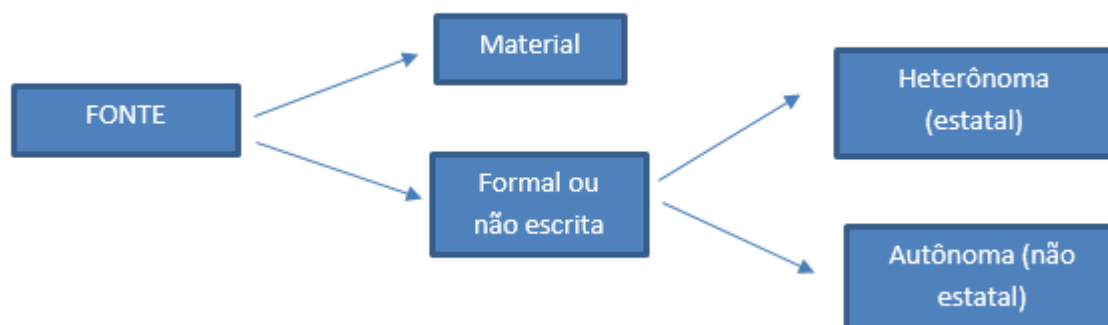 FONTE
Material
Formal ou
não escrita
Heterônoma
(estatal)
Autônoma (não
estatal)